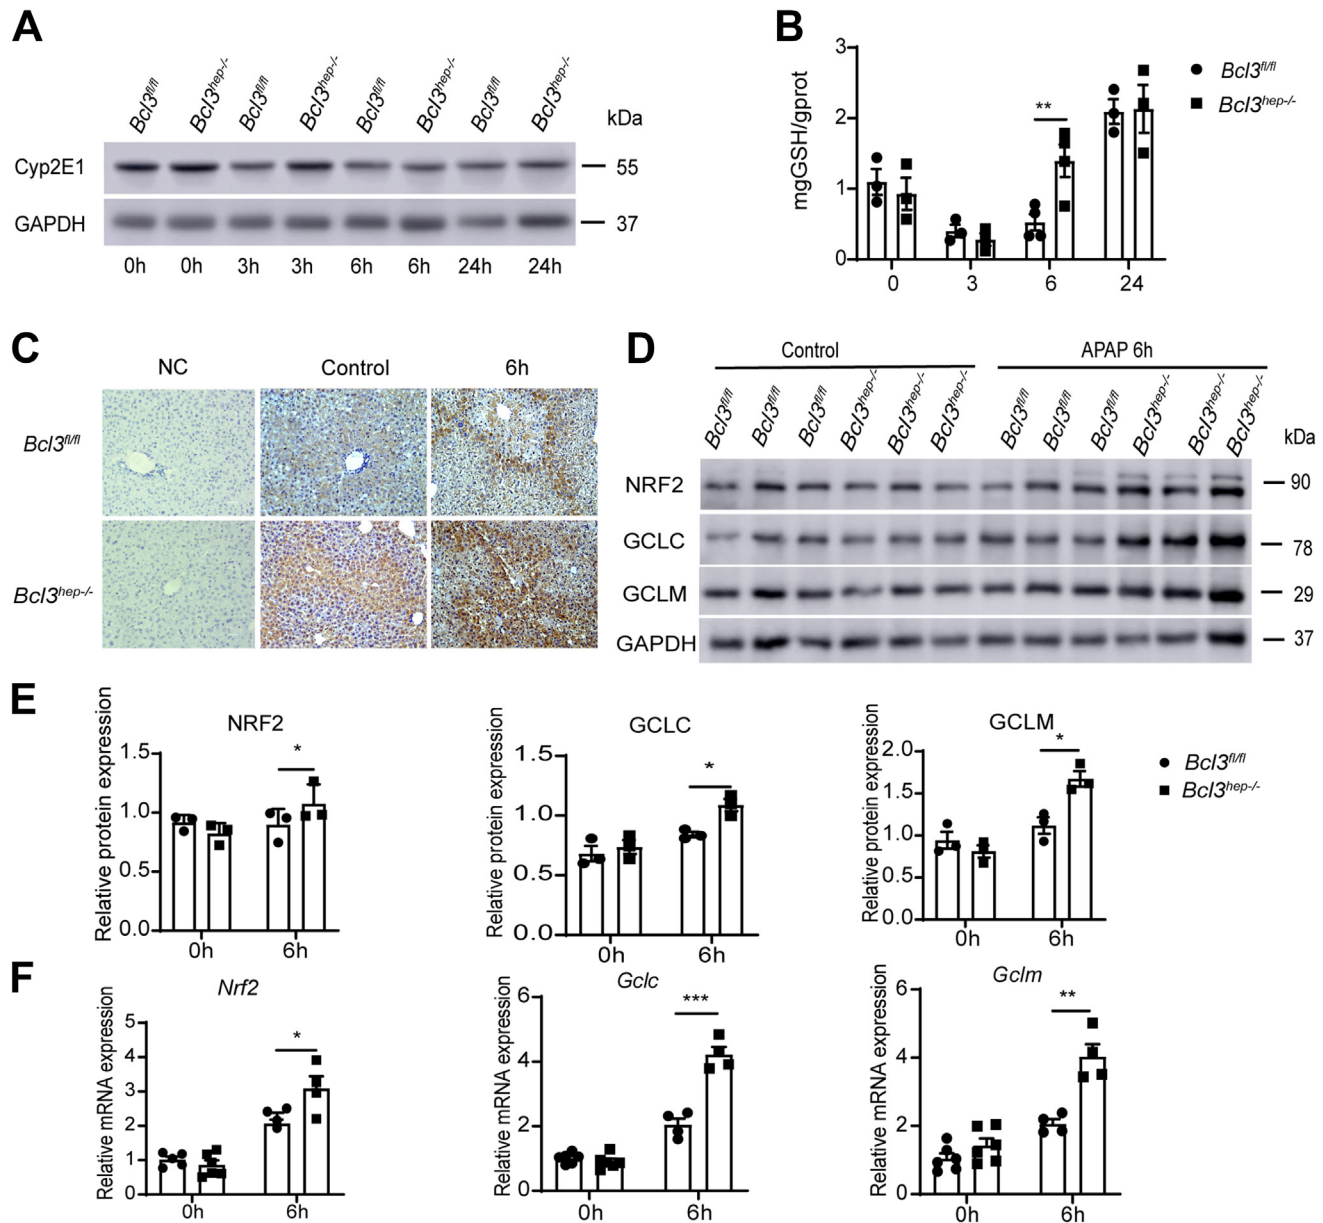 A
Bcl3fl/fl Bcl3hep-/- Bcl3fl/fl Bcl3hep-/- Bcl3fl/fl Bcl3hep-/- Bcl3fl/fl Bcl3hep-/-
kDa
Cyp2E1 55
GAPDH 37
0h 0h 3h 3h 6h 6h 24h 24h
B
mgGSH/gprot
3
2
1
0
**
0 3 6 24
Bcl3fl/fl
Bcl3hep-/-
C
NC Control 6h
Bcl3fl/fl
Bcl3hep-/-
D
Control APAP 6h
Bcl3fl/fl Bcl3fl/fl Bcl3fl/fl Bcl3hep-/- Bcl3hep-/- Bcl3hep-/- Bcl3fl/fl Bcl3fl/fl Bcl3fl/fl Bcl3hep-/- Bcl3hep-/- Bcl3hep-/-
kDa
NRF2 90
GCLC 78
GCLM 29
GAPDH 37
E
NRF2
Relative protein expression
1.5
1.0
0.5
0.0
*
0h 6h
GCLC
Relative protein expression
1.5
1.0
0.5
0.0
*
0h 6h
GCLM
Relative protein expression
2.0
1.5
1.0
0.5
0.0
*
0h 6h
Bcl3fl/fl
Bcl3hep-/-
F
Nrf2
Relative mRNA expression
5
4
3
2
1
0
*
0h 6h
Gclc
Relative mRNA expression
6
4
2
0
***
0h 6h
Gclm
Relative mRNA expression
6
4
2
0
**
0h 6h